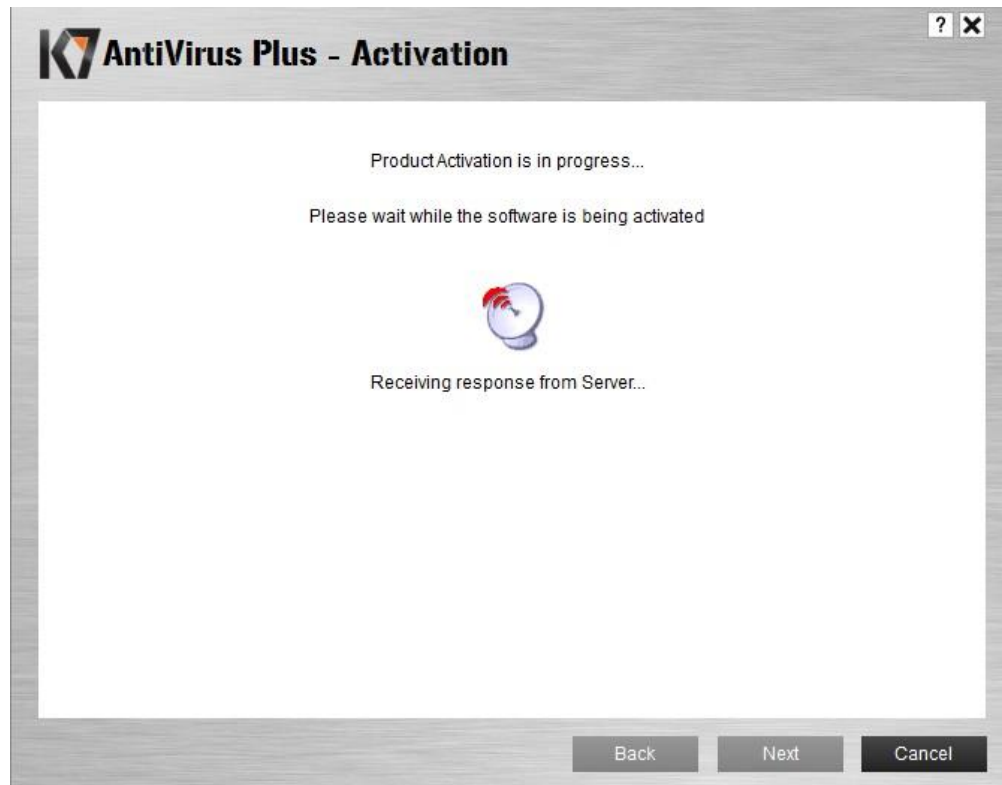 K7 AntiVirus Plus - Activation
?
Product Activation is in progress...
Please wait while the software is being activated
Receiving response from Server...
Back
Next
Cancel